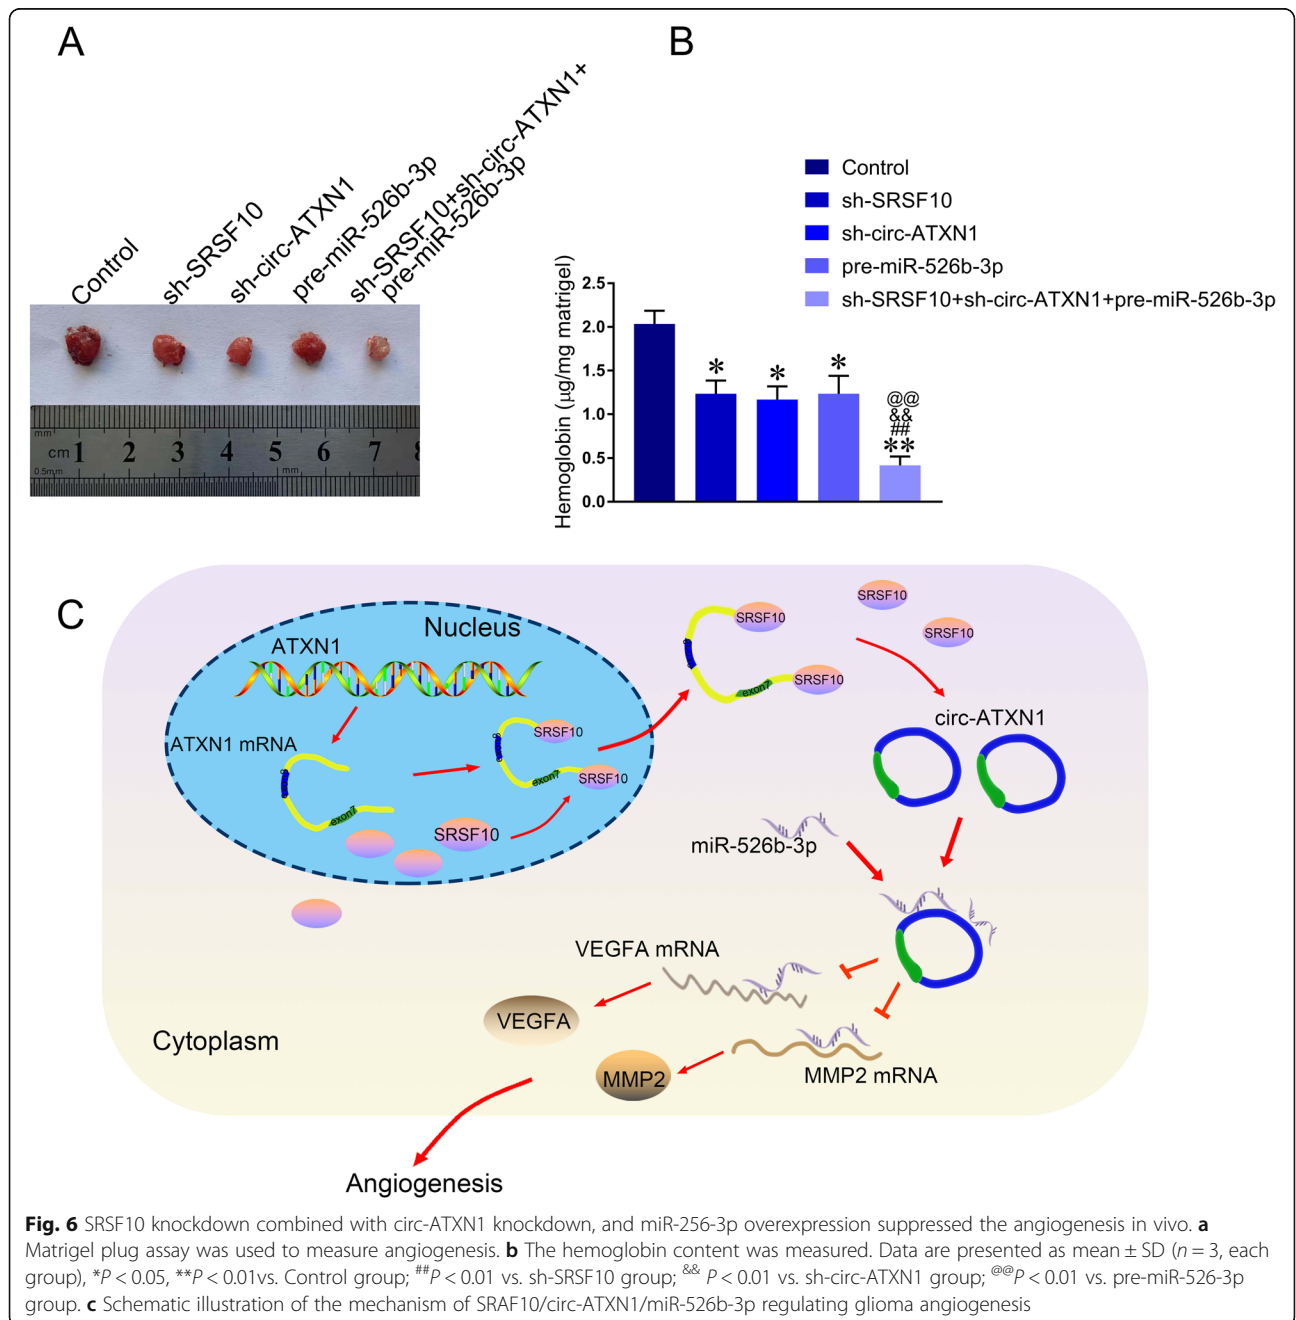 A
B
Control
sh-SRSF10
sh-circ-ATXN1
pre-miR-526b-3p
sh-SRSF10+sh-circ-ATXN1+
pre-miR-526b-3p
mm
cm 1 2 3 4 5 6 7 8
0.5mm
mm
Control
sh-SRSF10
sh-circ-ATXN1
pre-miR-526b-3p
sh-SRSF10+sh-circ-ATXN1+pre-miR-526b-3p
Hemoglobin (μg/mg matrigel)
2.5
2.0
1.5
1.0
0.5
0.0
*
*
*
@@
&&
##
**
C
Nucleus
ATXN1
ATXN1 mRNA
exon7
SRSF10
SRSF10
exon7
SRSF10
SRSF10
SRSF10
exon7
SRSF10
SRSF10
circ-ATXN1
miR-526b-3p
VEGFA mRNA
VEGFA
Cytoplasm
MMP2
MMP2 mRNA
Angiogenesis
Fig. 6 SRSF10 knockdown combined with circ-ATXN1 knockdown, and miR-256-3p overexpression suppressed the angiogenesis in vivo. a
Matrigel plug assay was used to measure angiogenesis. b The hemoglobin content was measured. Data are presented as mean ± SD (n = 3, each
group), *P < 0.05, **P < 0.01vs. Control group; ##P < 0.01 vs. sh-SRSF10 group; && P < 0.01 vs. sh-circ-ATXN1 group; @@P < 0.01 vs. pre-miR-526-3p
group. c Schematic illustration of the mechanism of SRAF10/circ-ATXN1/miR-526b-3p regulating glioma angiogenesis